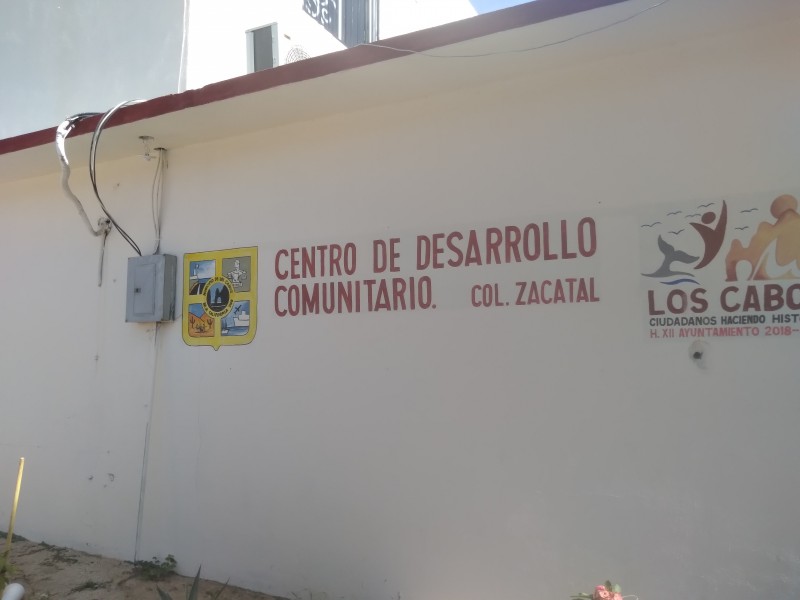 CENTRO DE DESARROLLO
COMUNITARIO. COL. ZACATAL
LOS CABO
CIUDADANOS HACIENDO HIST
H. XII AYUNTAMIENTO 2018-